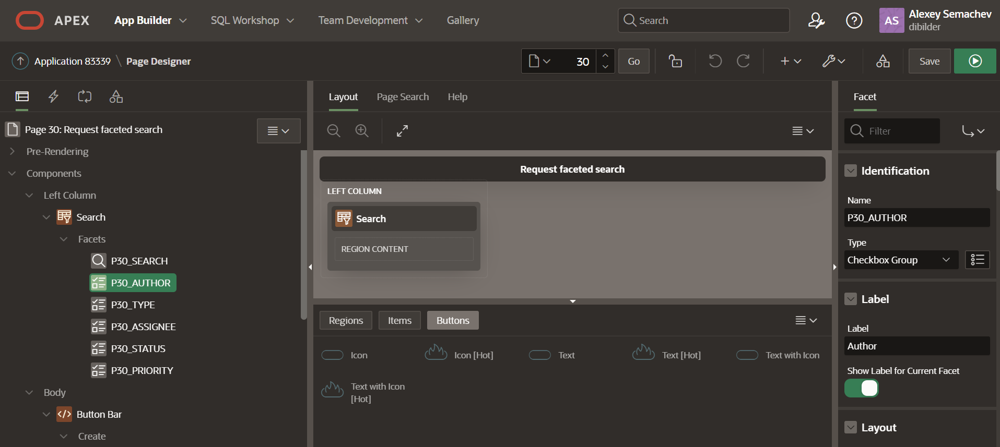 APEX
App Builder
SQL Workshop
Team Development
Gallery
Search
AS
Alexey Semachev
dibilder
Application 83339 \ Page Designer
30
Go
Save
Page 30: Request faceted search
Pre-Rendering
Components
Left Column
Search
Facets
P30_SEARCH
P30_AUTHOR
P30_TYPE
P30_ASSIGNEE
P30_STATUS
P30_PRIORITY
Body
Button Bar
Create
Layout
Page Search
Help
Request faceted search
LEFT COLUMN
Search
REGION CONTENT
Regions
Items
Buttons
Icon
Icon [Hot]
Text
Text [Hot]
Text with Icon
Text with Icon
[Hot]
Facet
Filter
Identification
Name
P30_AUTHOR
Type
Checkbox Group
Label
Label
Author
Show Label for Current Facet
Layout